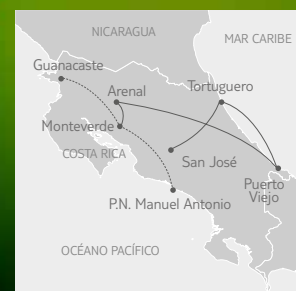 NICARAGUA
MAR CARIBE
Guanacaste
Arenal
Tortuguero
Monteverde
COSTA RICA
San José
Puerto
Viejo
P.N. Manuel Antonio
OCÉANO PACÍFICO